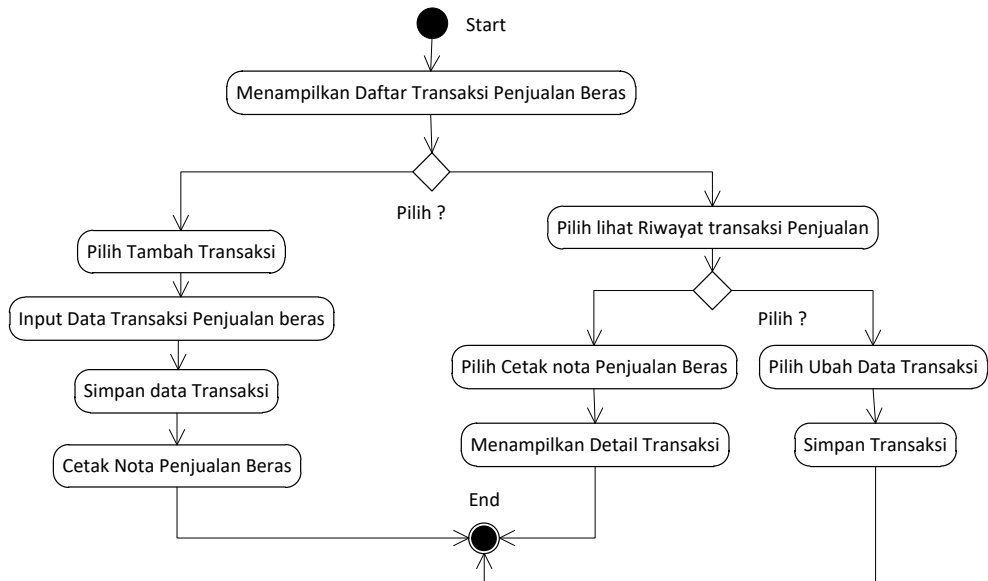 Start
Menampilkan Daftar Transaksi Penjualan Beras
Pilih ?
Pilih Tambah Transaksi
Input Data Transaksi Penjualan beras
Simpan data Transaksi
Cetak Nota Penjualan Beras
Pilih lihat Riwayat transaksi Penjualan
Pilih ?
Pilih Cetak nota Penjualan Beras
Menampilkan Detail Transaksi
Pilih Ubah Data Transaksi
Simpan Transaksi
End